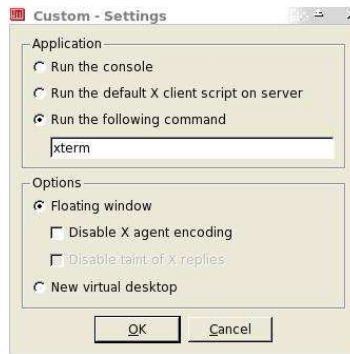 Custom - Settings
Application
Run the console
Run the default X client script on server
Run the following command
xterm
Options
Floating window
Disable X agent encoding
Disable taint of X replies
New virtual desktop
OK
Cancel